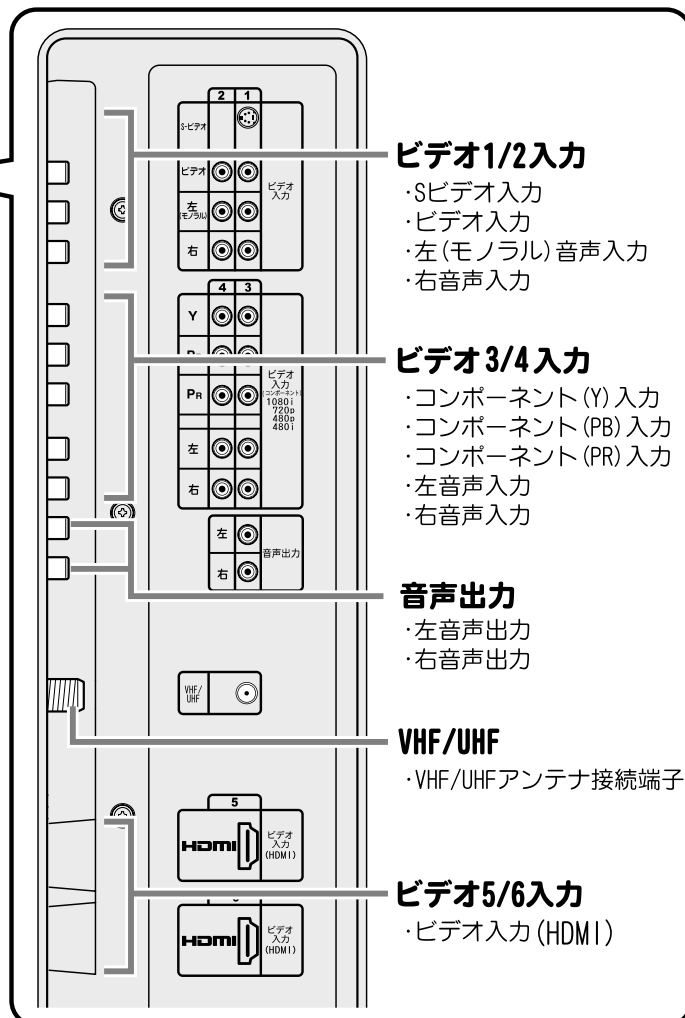 2 1
S-ビデオ
ビデオ
左
(モノラル)
右
ビデオ
入力
4 3
Y
PR
左
右
ビデオ
入力
(コンポーネント)
1080i
720p
480p
480i
左
右
音声出力
VHF/
UHF
5
HDMI
ビデオ
入力
(HDMI)
HDMI
ビデオ
入力
(HDMI)
ビデオ1/2入力
・Sビデオ入力
・ビデオ入力
・左(モノラル)音声入力
・右音声入力
ビデオ3/4入力
・コンポーネント(Y)入力
・コンポーネント(PB)入力
・コンポーネント(PR)入力
・左音声入力
・右音声入力
音声出力
・左音声出力
・右音声出力
VHF/UHF
・VHF/UHFアンテナ接続端子
ビデオ5/6入力
・ビデオ入力(HDMI)